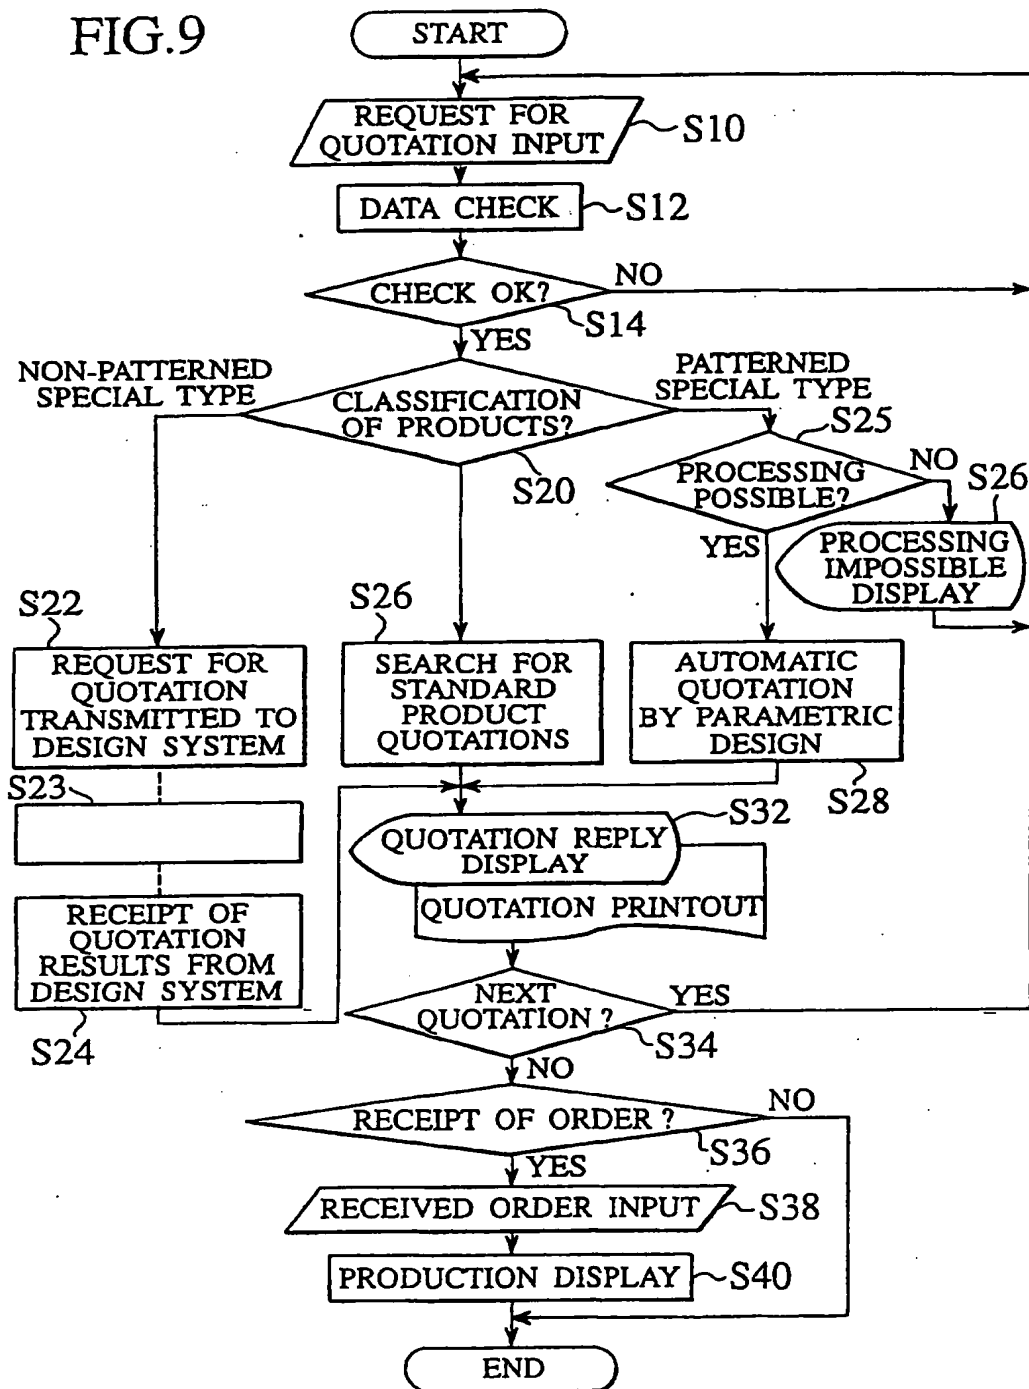 FIG.9
START
REQUEST FOR
QUOTATION INPUT
S10
DATA CHECK
S12
CHECK OK?
NO
S14
YES
NON-PATTERNED
SPECIAL TYPE
CLASSIFICATION
OF PRODUCTS?
S20
PATTERNED
SPECIAL TYPE
S25
PROCESSING
POSSIBLE?
NO
S26
YES
PROCESSING
IMPOSSIBLE
DISPLAY
S22
REQUEST FOR
QUOTATION
TRANSMITTED TO
DESIGN SYSTEM
S26
SEARCH FOR
STANDARD
PRODUCT
QUOTATIONS
AUTOMATIC
QUOTATION
BY PARAMETRIC
DESIGN
S28
S23
RECEIPT OF
QUOTATION
RESULTS FROM
DESIGN SYSTEM
S24
QUOTATION REPLY
DISPLAY
S32
QUOTATION PRINTOUT
NEXT
QUOTATION ?
YES
S34
NO
RECEIPT OF ORDER ?
NO
S36
YES
RECEIVED ORDER INPUT
S38
PRODUCTION DISPLAY
S40
END